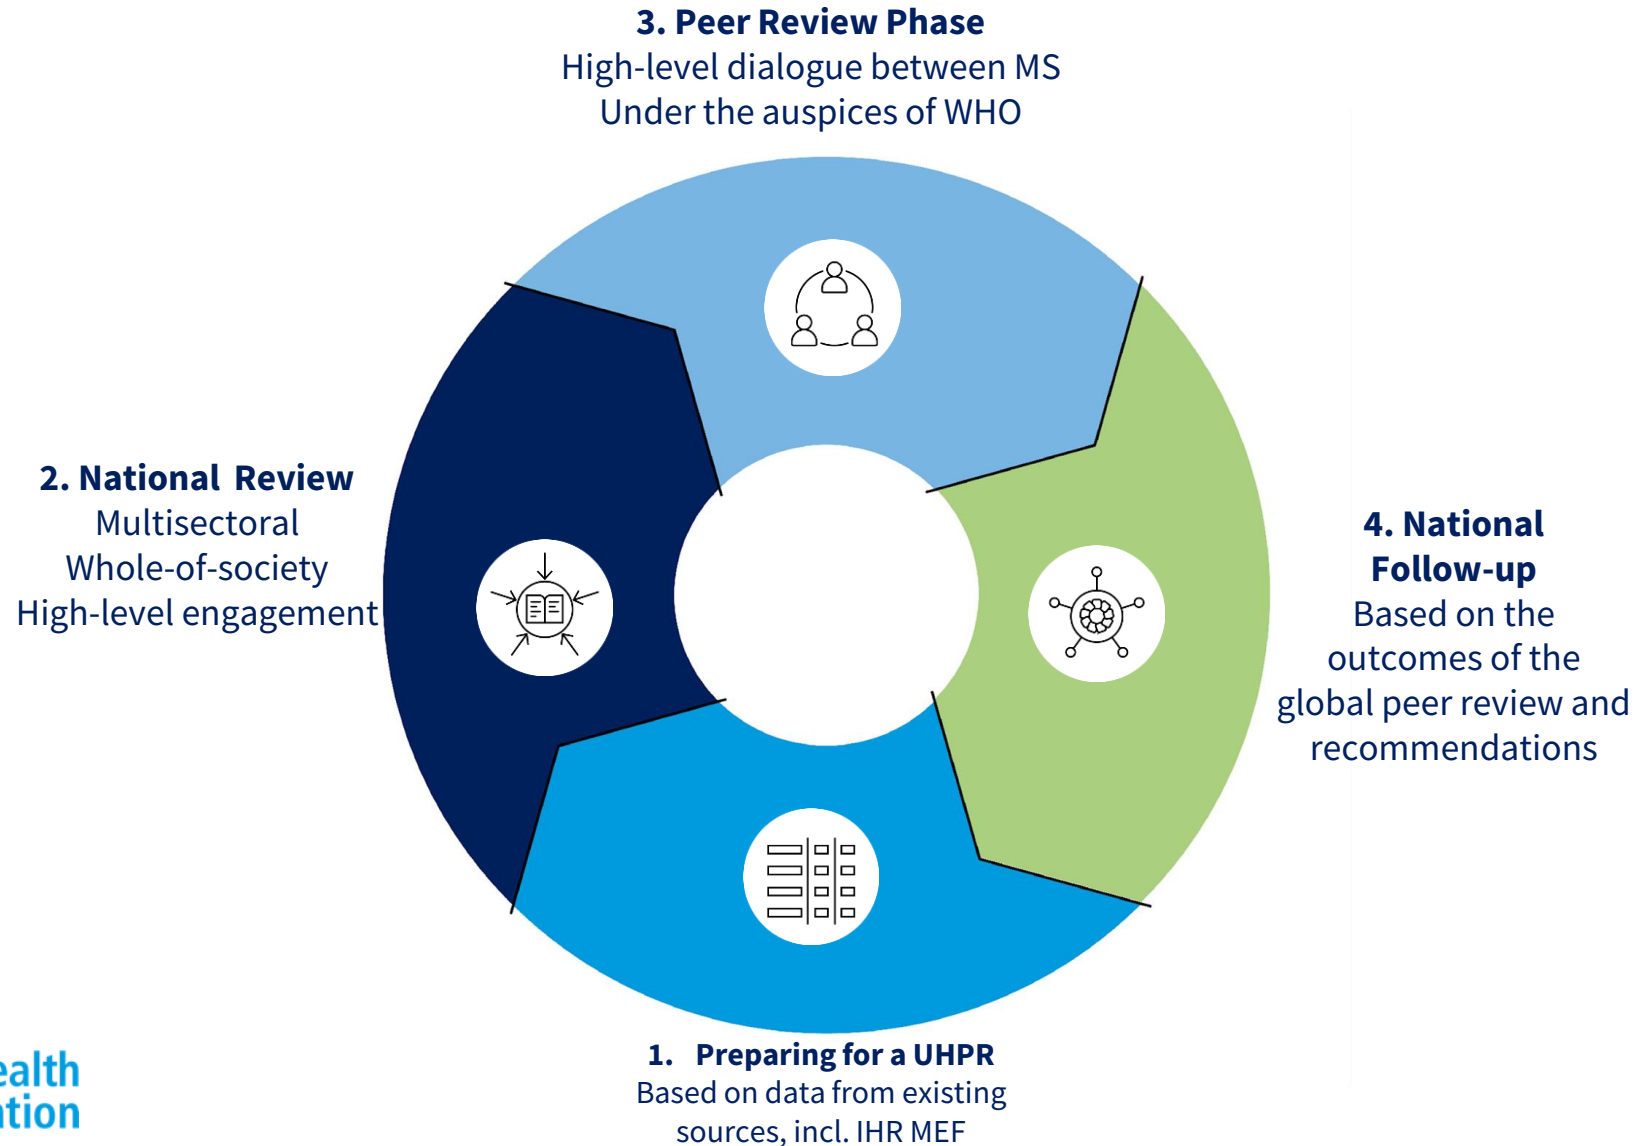 3. Peer Review Phase
High-level dialogue between MS
Under the auspices of WHO
2. National Review
Multisectoral
Whole-of-society
High-level engagement
4. National
Follow-up
Based on the
outcomes of the
global peer review and
recommendations
1. Preparing for a UHPR
Based on data from existing
sources, incl. IHR MEF
ealth
ation